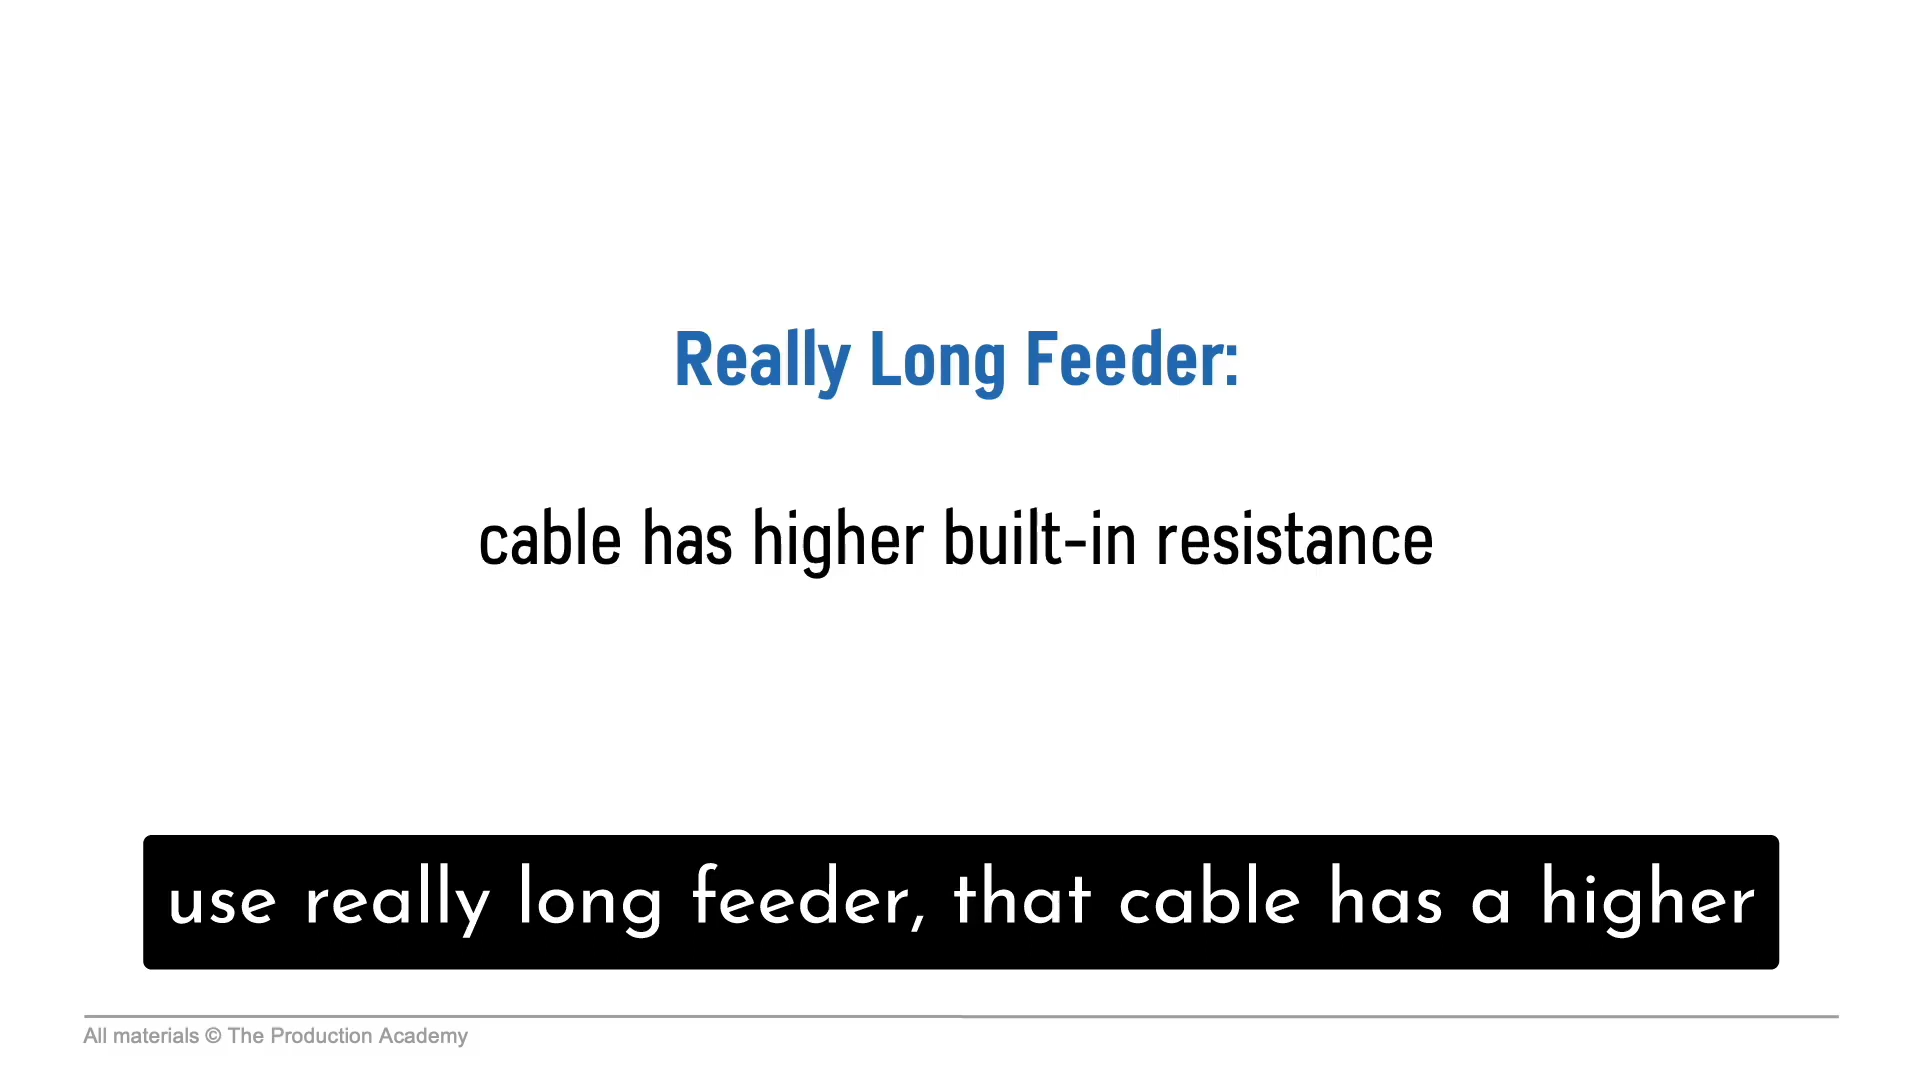 Really Long Feeder:
cable has higher built-in resistance
use really long feeder, that cable has a higher
All materials © The Production Academy